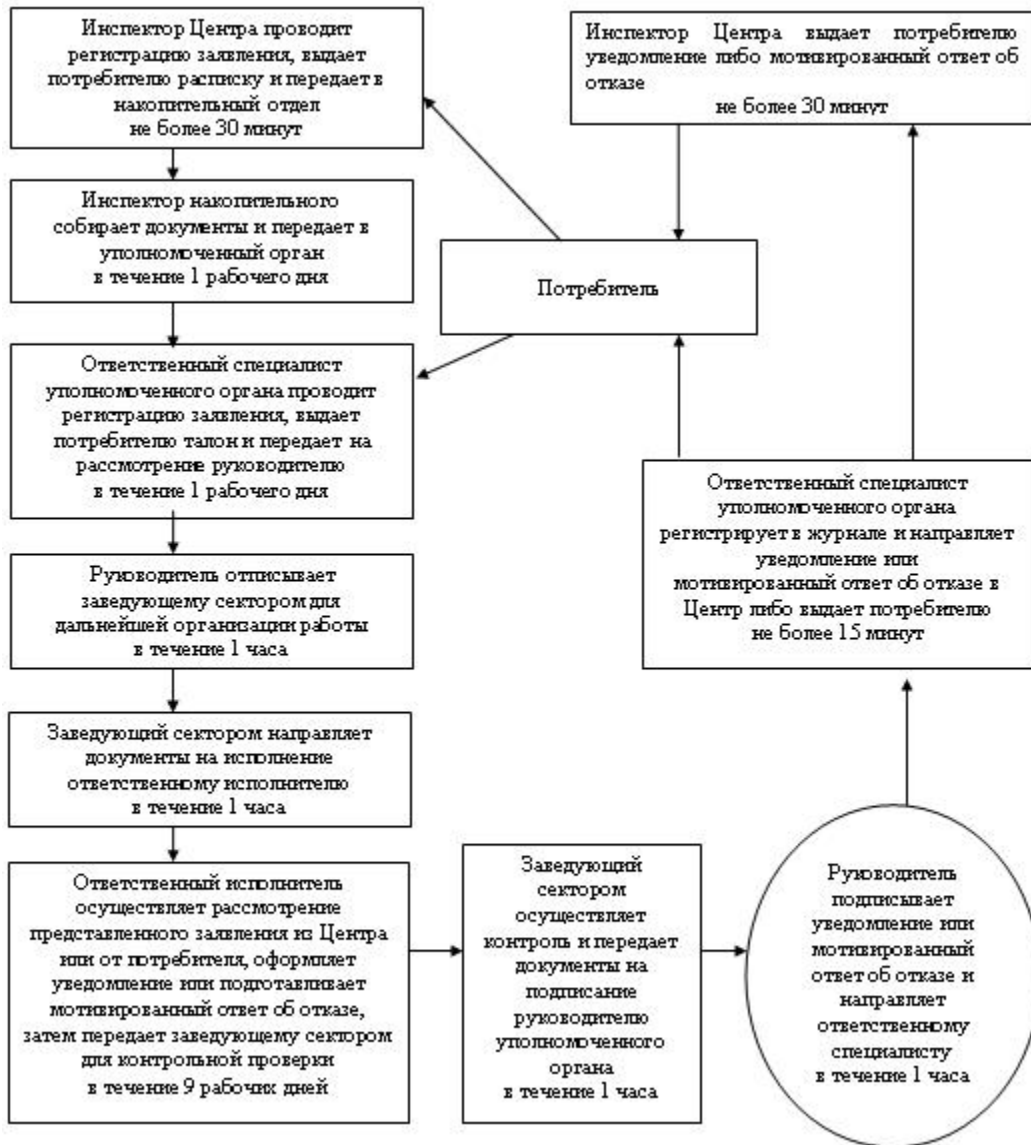 Инспектор Центра проводит
регистрацию заявления, выдает
потребителю расписку и передает в
накопительный отдел
не более 30 минут
Инспектор Центра выдает потребителю
уведомление либо мотивированный ответ об
отказе
не более 30 минут
Инспектор накопительного
собирает документы и передает в
уполномоченный орган
в течение 1 рабочего дня
Потребитель
Ответственный специалист
уполномоченного органа проводит
регистрацию заявления, выдает
потребителю талон и передает на
рассмотрение руководителю
в течение 1 рабочего дня
Ответственный специалист
уполномоченного органа
регистрирует в журнале и направляет
уведомление или
мотивированный ответ об отказе в
Центр либо выдает потребителю
не более 15 минут
Руководитель отписывает
заведующему сектором для
дальнейшей организации работы
в течение 1 часа
Заведующий сектором направляет
документы на исполнение
ответственному исполнителю
в течение 1 часа
Ответственный исполнитель
осуществляет рассмотрение
представленного заявления из Центра
или от потребителя, оформляет
уведомление или подготавливает
мотивированный ответ об отказе,
затем передает заведующему сектором
для контрольной проверки
в течение 9 рабочих дней
Заведующий
сектором
осуществляет
контроль и передает
документы на
подписание
руководителю
уполномоченного
органа
в течение 1 часа
Руководитель
подписывает
уведомление или
мотивированный
ответ об отказе и
направляет
ответственному
специалисту
в течение 1 часа